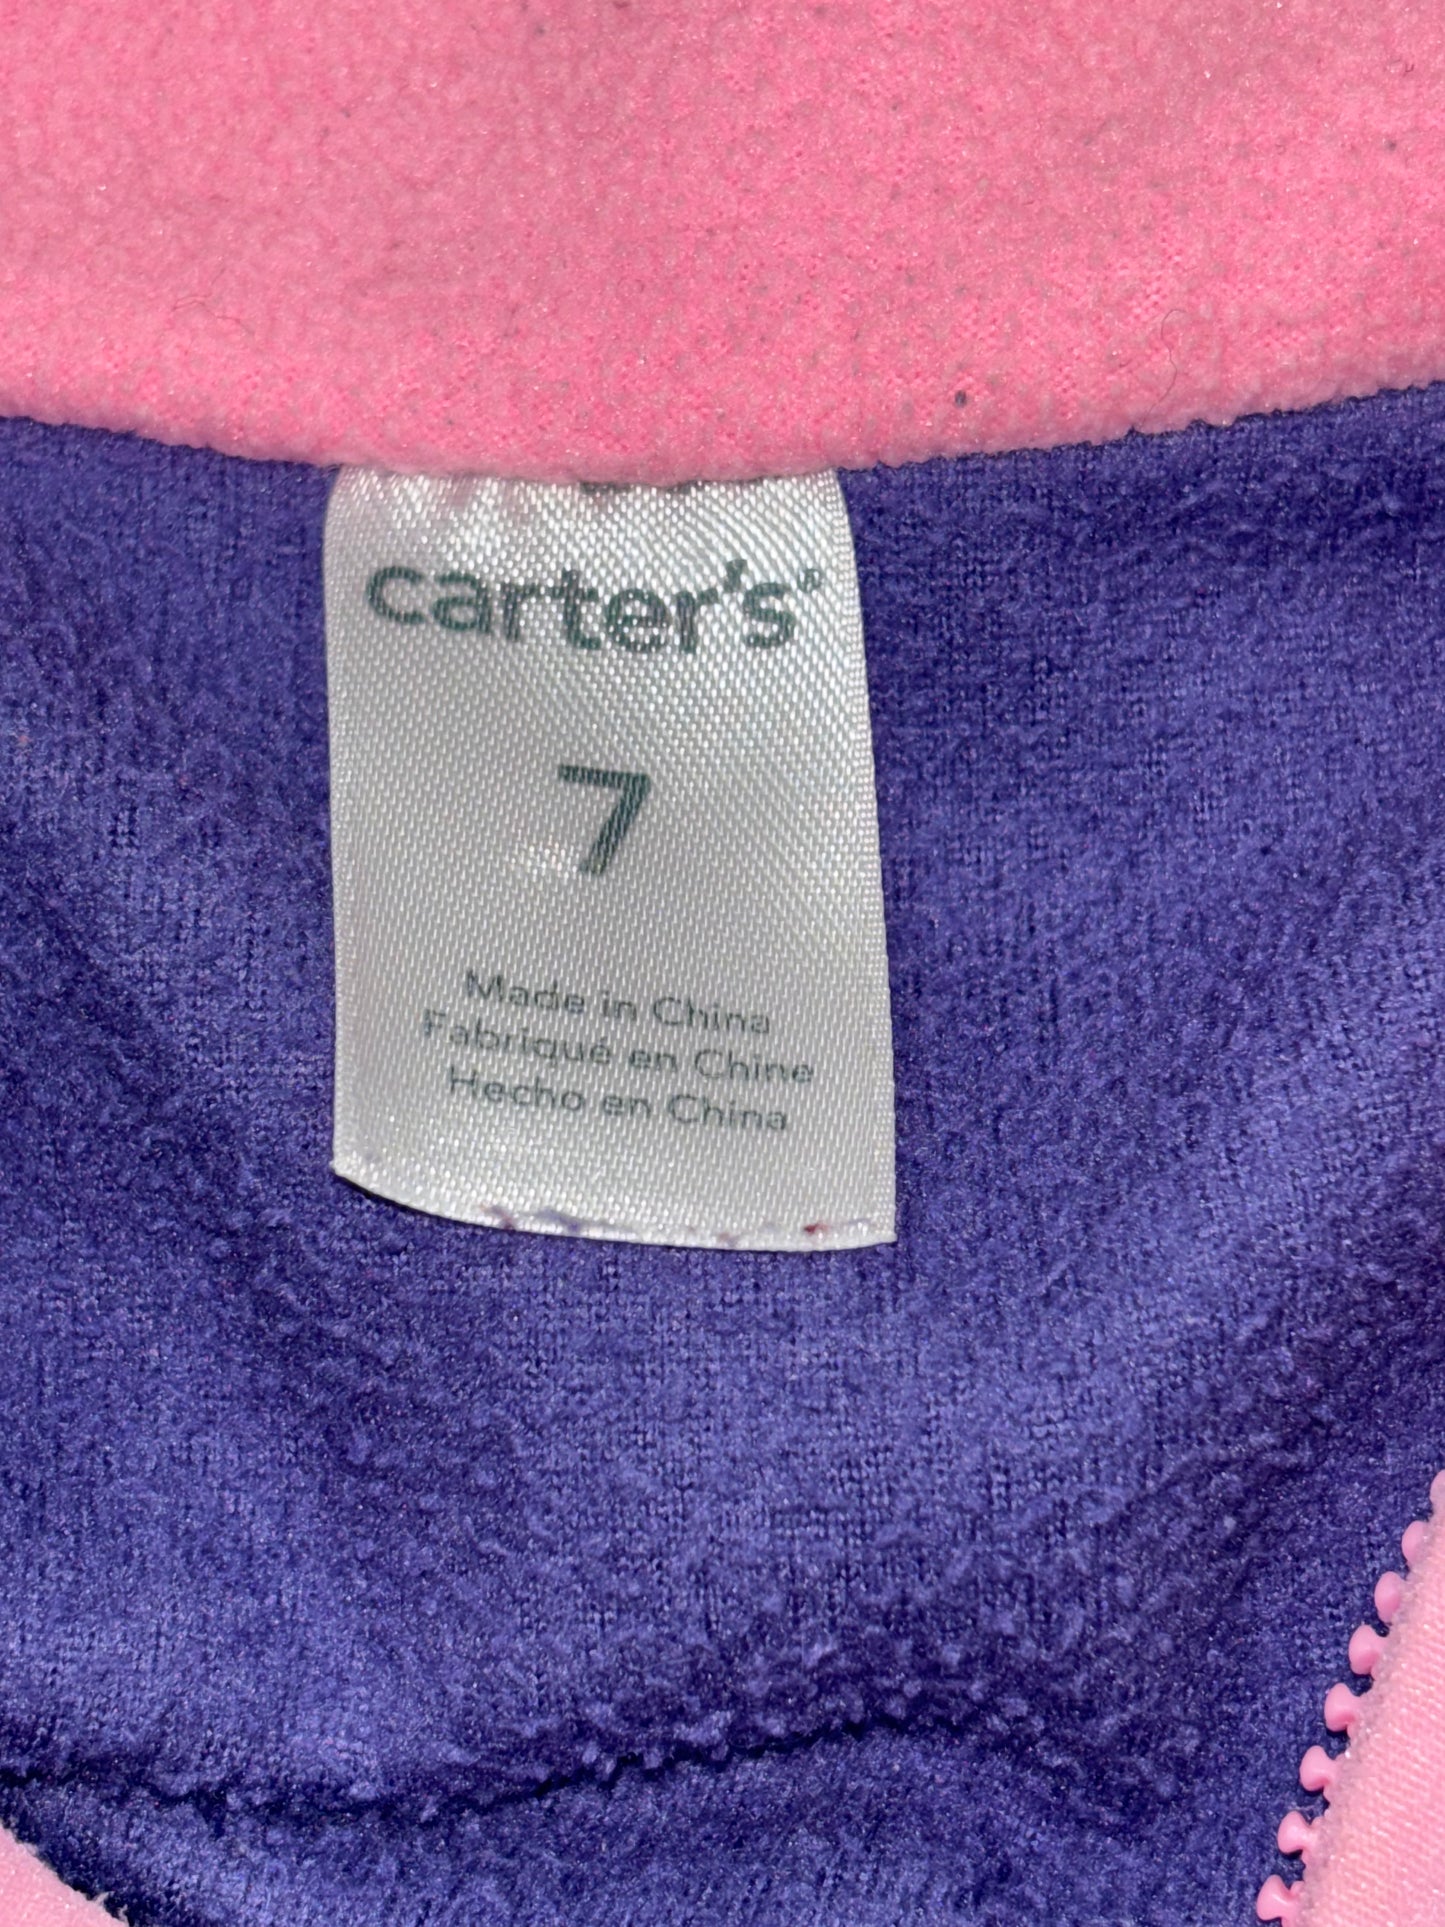 carter's®
7
Made in China
Fabriqué en Chine
Hecho en China